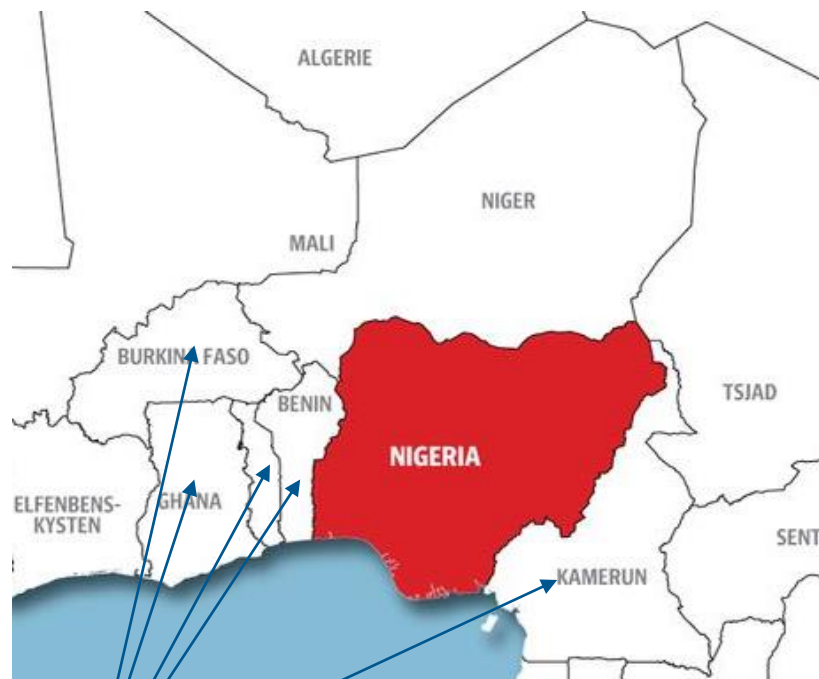 ALGERIE
NIGER
MALI
BURKINA FASO
TSJAD
BENIN
NIGERIA
GHANA
ELFENBENS-
KYSTEN
SENT
KAMERUN